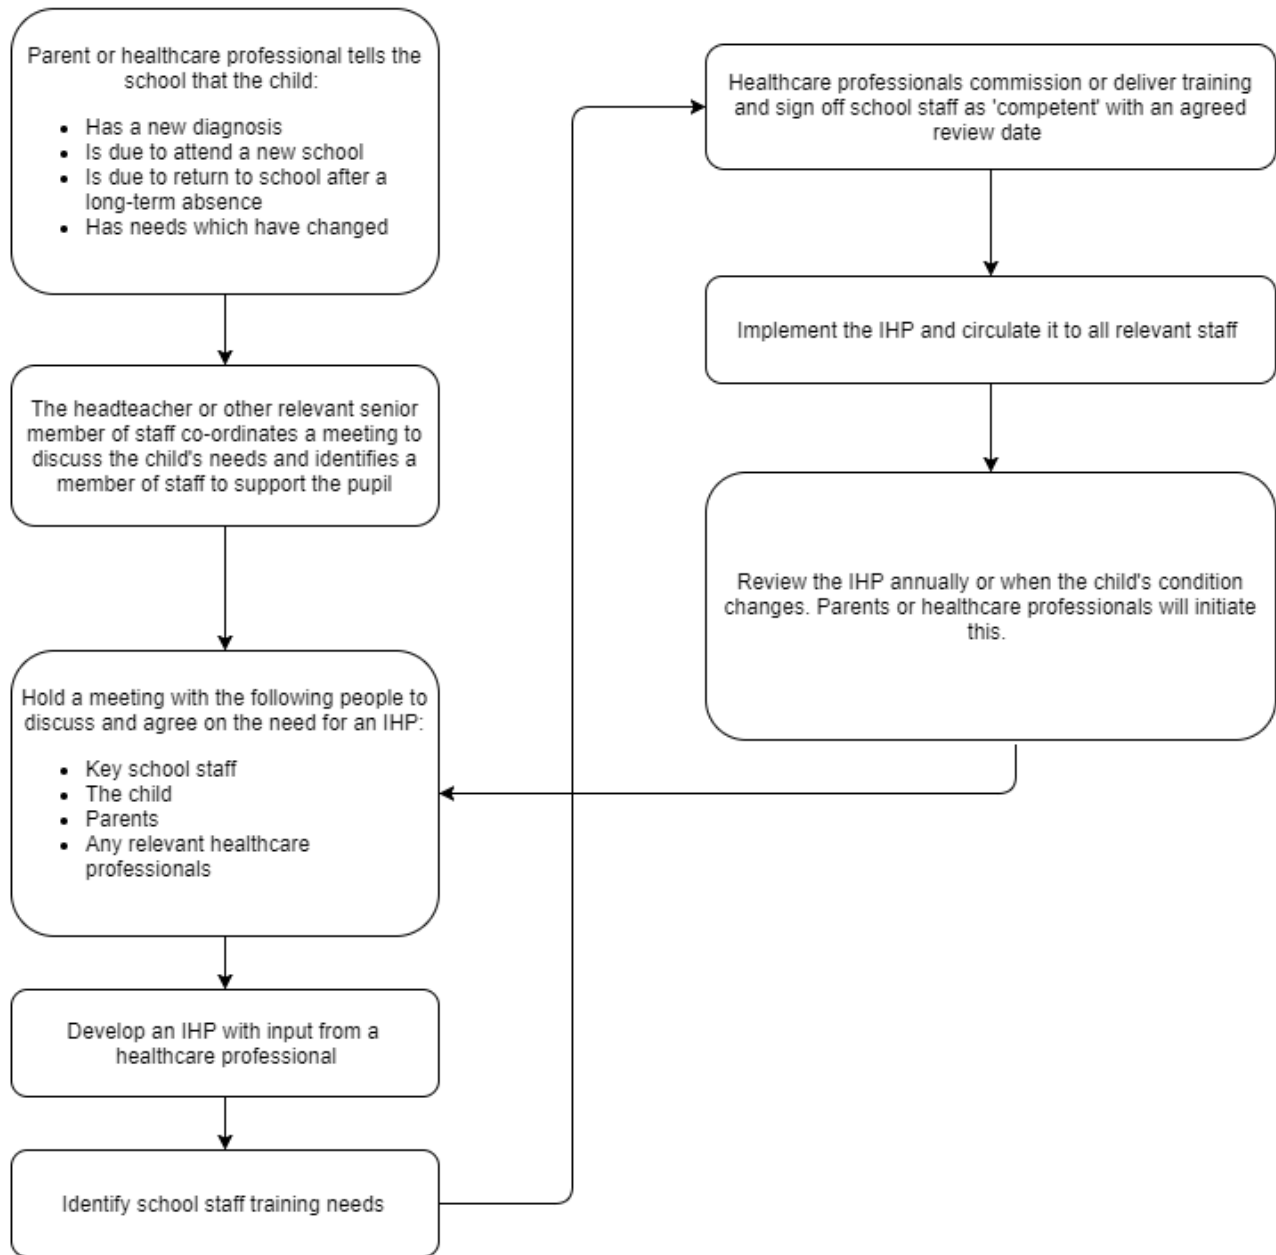 Parent or healthcare professional tells the
school that the child:
• Has a new diagnosis
• Is due to attend a new school
• Is due to return to school after a
long-term absence
• Has needs which have changed
The headteacher or other relevant senior
member of staff co-ordinates a meeting to
discuss the child's needs and identifies a
member of staff to support the pupil
Hold a meeting with the following people to
discuss and agree on the need for an IHP:
• Key school staff
• The child
• Parents
• Any relevant healthcare
professionals
Develop an IHP with input from a
healthcare professional
Identify school staff training needs
Healthcare professionals commission or deliver training
and sign off school staff as 'competent' with an agreed
review date
Implement the IHP and circulate it to all relevant staff
Review the IHP annually or when the child's condition
changes. Parents or healthcare professionals will initiate
this.